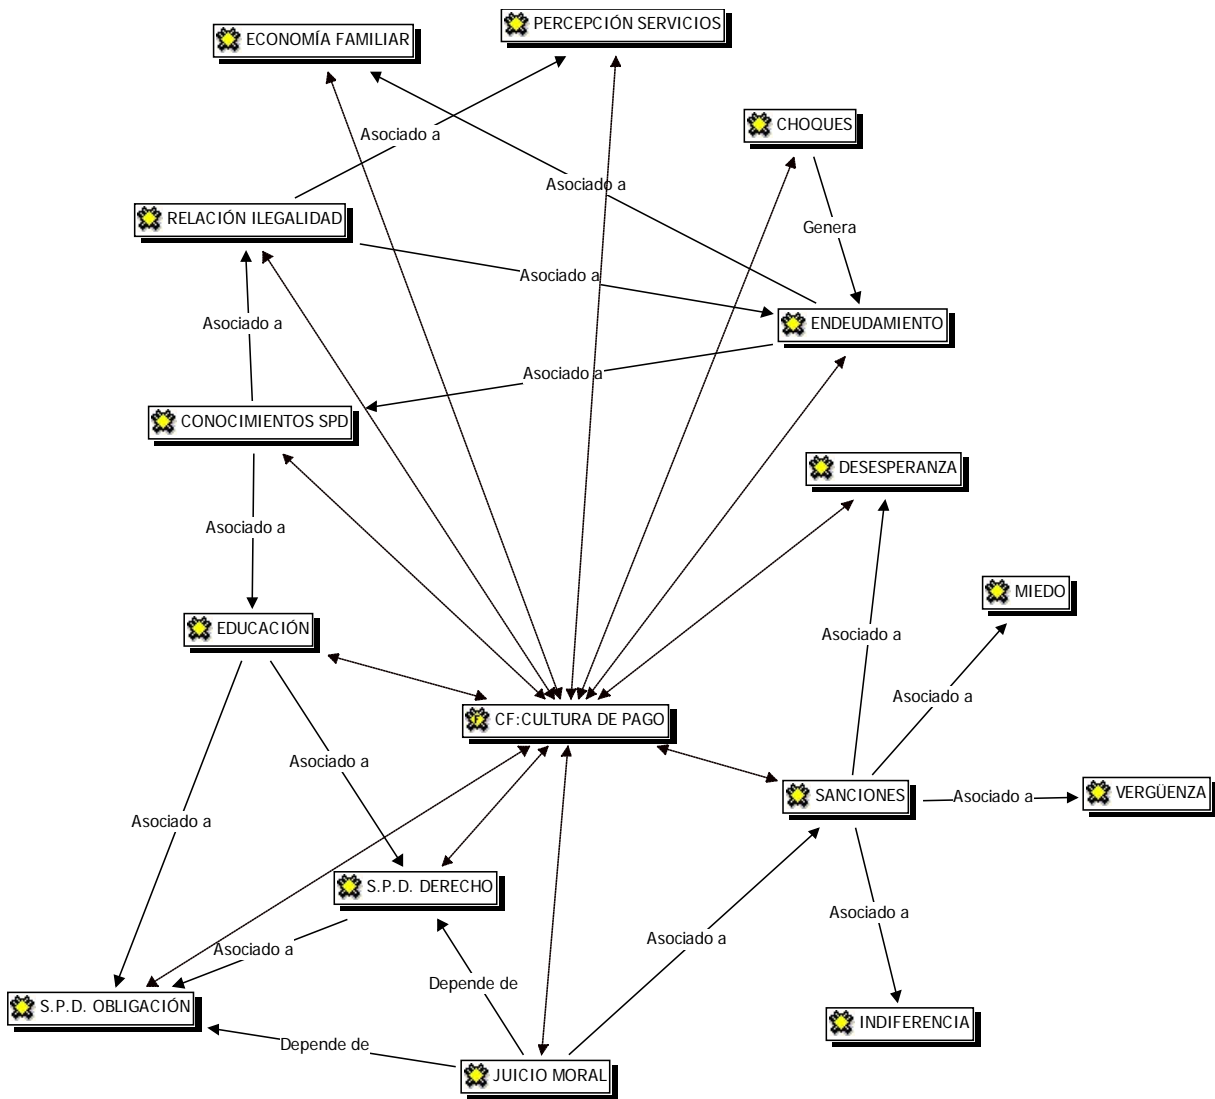 PERCEPCIÓN SERVICIOS
ECONOMÍA FAMILIAR
CHOQUES
Asociado a
Asociado a
RELACIÓN ILEGALIDAD
Genera
Asociado a
Asociado a
ENDEUDAMIENTO
Asociado a
CONOCIMIENTOS SPD
DESESPERANZA
Asociado a
MIEDO
EDUCACIÓN
Asociado a
Asociado a
F CF:CULTURA DE PAGO
Asociado a
SANCIONES
Asociado a
VERGÜENZA
Asociado a
S.P.D. DERECHO
Asociado a
Asociado a
Asociado a
Depende de
S.P.D. OBLIGACIÓN
INDIFERENCIA
Depende de
JUICIO MORAL